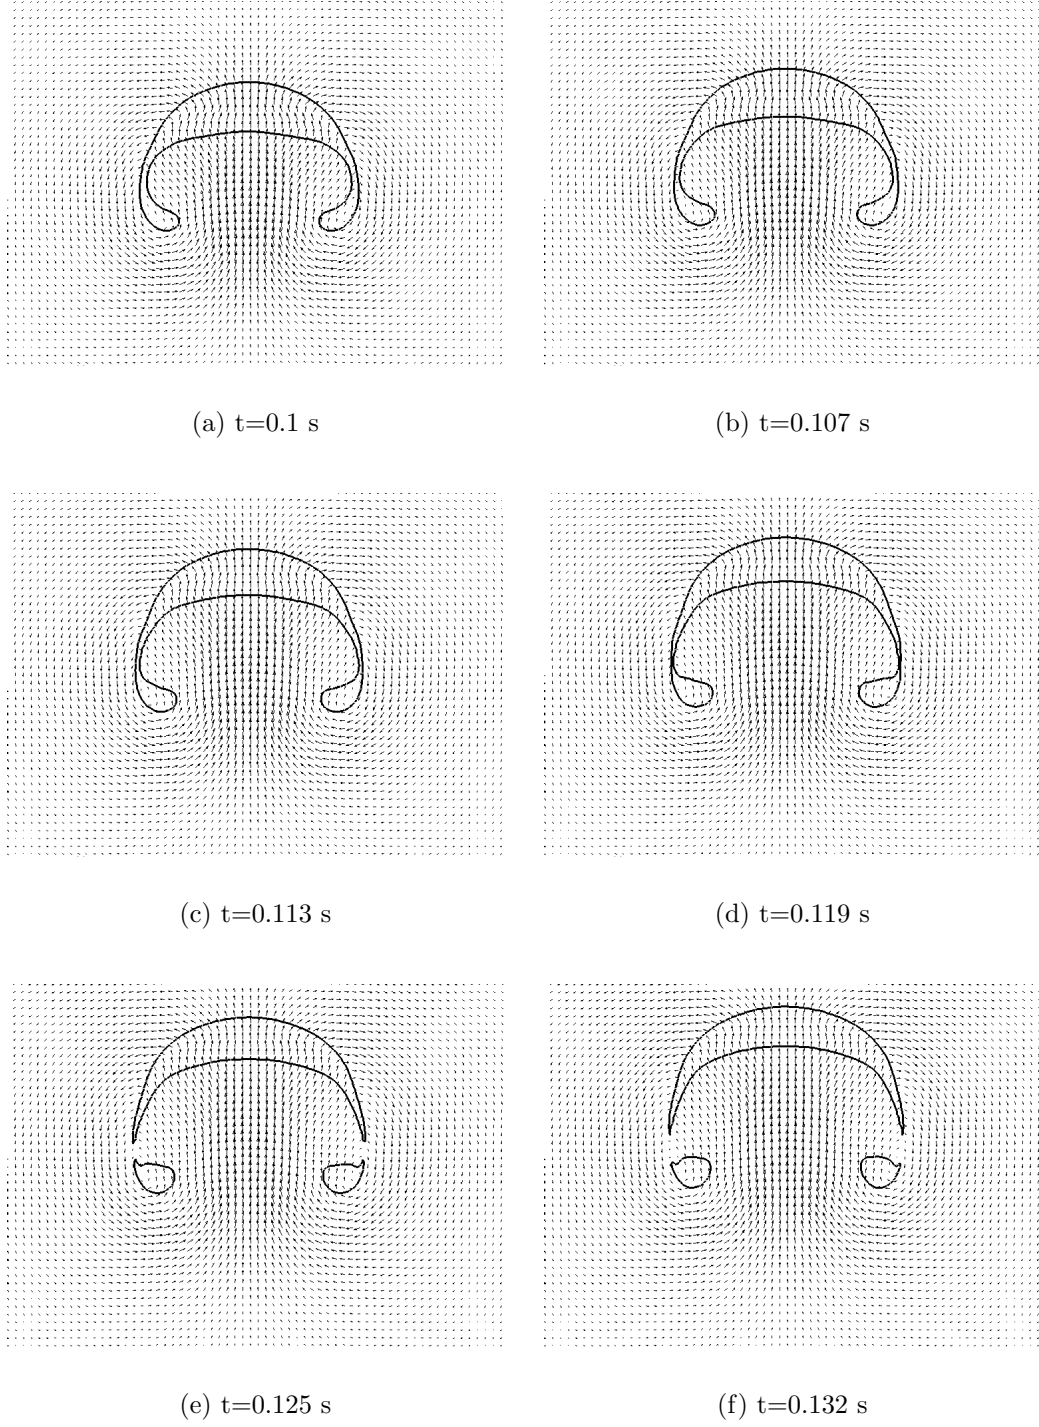 (a) t=0.1 s
(b) t=0.107 s
(c) t=0.113 s
(d) t=0.119 s
(e) t=0.125 s
(f) t=0.132 s